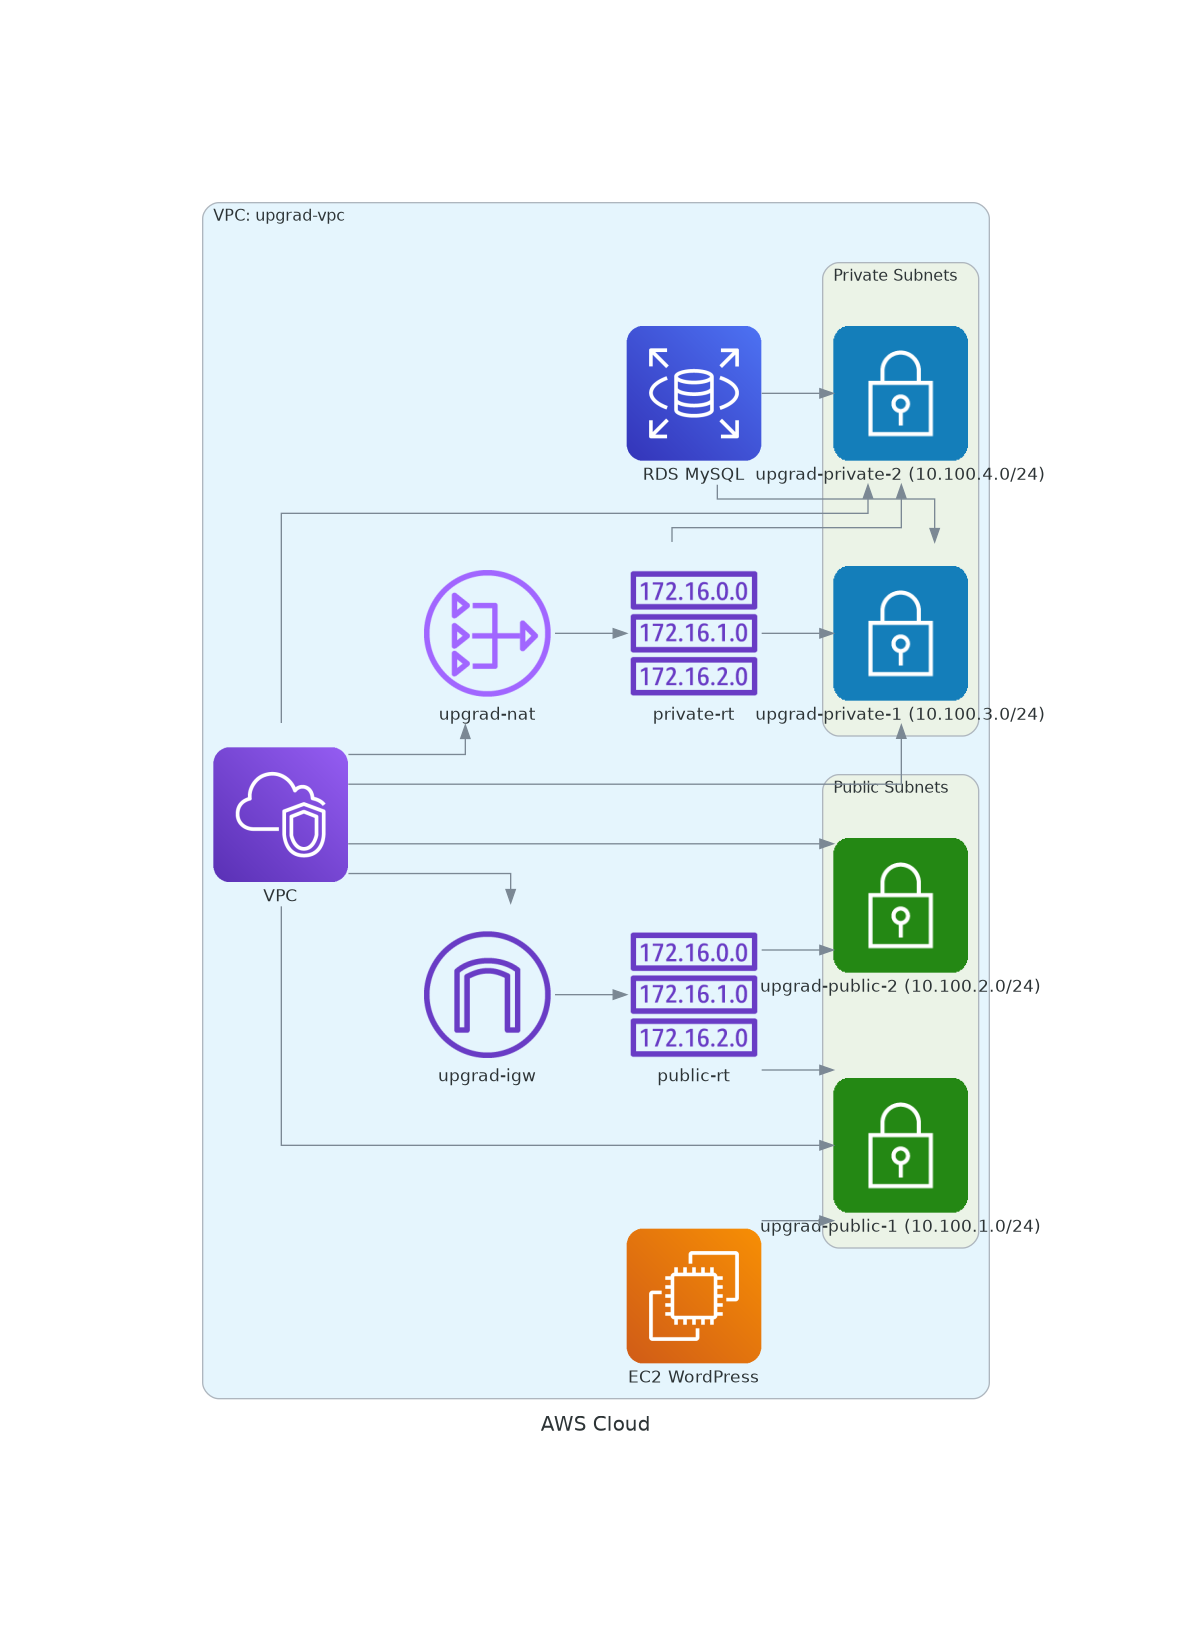 VPC: upgrad-vpc
Private Subnets
RDS MySQL
upgrad-private-2 (10.100.4.0/24)
172.16.0.0
172.16.1.0
172.16.2.0
upgrad-nat
private-rt
upgrad-private-1 (10.100.3.0/24)
Public Subnets
VPC
172.16.0.0
172.16.1.0
172.16.2.0
upgrad-public-2 (10.100.2.0/24)
upgrad-igw
public-rt
upgrad-public-1 (10.100.1.0/24)
EC2 WordPress
AWS Cloud